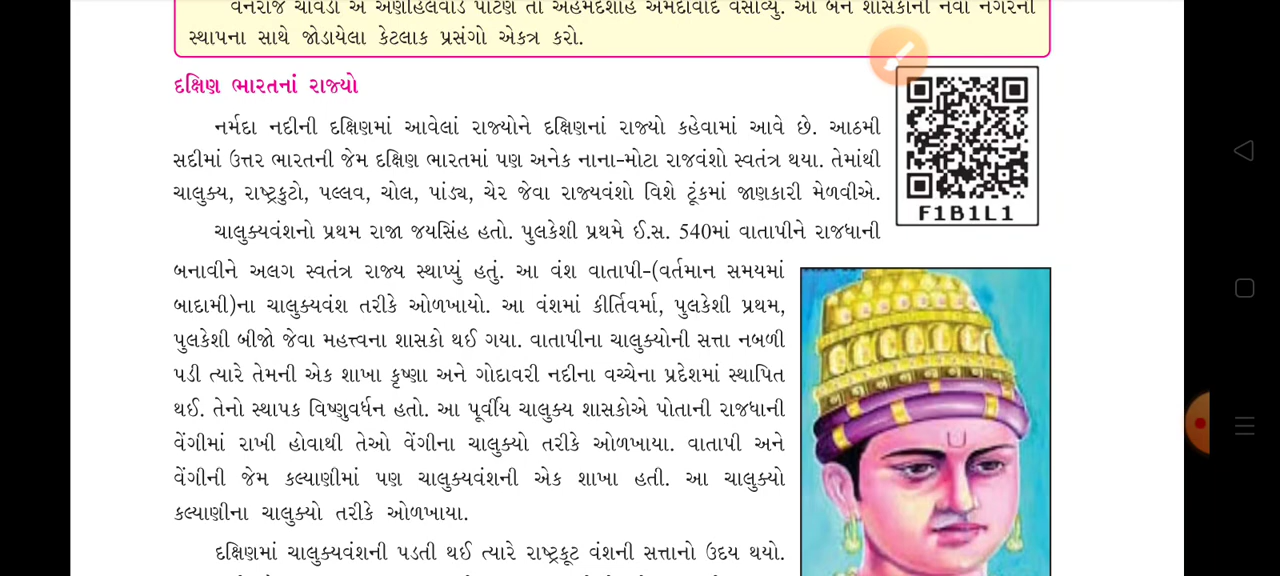 વનરાજ ચાવડા એ અણહિલવાડ પાટણ તો અહમદશાહે અમદાવાદ વસાવ્યુ. આ બંને શાસકોની નવા નગરની
સ્થાપના સાથે જોડાયેલા કેટલાક પ્રસંગો એકત્ર કરો.
દક્ષિણ ભારતનાં રાજ્યો
નર્મદા નદીની દક્ષિણમાં આવેલાં રાજ્યોને દક્ષિણનાં રાજ્યો કહેવામાં આવે છે. આઠમી
સદીમાં ઉત્તર ભારતની જેમ દક્ષિણ ભારતમાં પણ અનેક નાના-મોટા રાજવંશો સ્વતંત્ર થયા. તેમાંથી
ચાલુક્ય, રાષ્ટ્રકુટો, પલ્લવ, ચોલ, પાંડ્ય, ચેર જેવા રાજ્યવંશો વિશે ટૂંકમાં જાણકારી મેળવીએ.
F1B1L1
ચાલુક્યવંશનો પ્રથમ રાજા જયસિંહ હતો. પુલકેશી પ્રથમે ઈ.સ. 540માં વાતાપીને રાજધાની
બનાવીને અલગ સ્વતંત્ર રાજ્ય સ્થાપ્યું હતું. આ વંશ વાતાપી-(વર્તમાન સમયમાં
બાદામી)ના ચાલુક્યવંશ તરીકે ઓળખાયો. આ વંશમાં કીર્તિવર્મા, પુલકેશી પ્રથમ,
પુલકેશી બીજો જેવા મહત્ત્વના શાસકો થઈ ગયા. વાતાપીના ચાલુક્યોની સત્તા નબળી
પડી ત્યારે તેમની એક શાખા કૃષ્ણા અને ગોદાવરી નદીના વચ્ચેના પ્રદેશમાં સ્થાપિત
થઈ. તેનો સ્થાપક વિષ્ણુવર્ધન હતો. આ પૂર્વીય ચાલુક્ય શાસકોએ પોતાની રાજધાની
વેંગીમાં રાખી હોવાથી તેઓ વેંગીના ચાલુક્યો તરીકે ઓળખાયા. વાતાપી અને
વેંગીની જેમ કલ્યાણીમાં પણ ચાલુક્યવંશની એક શાખા હતી. આ ચાલુક્યો
કલ્યાણીના ચાલુક્યો તરીકે ઓળખાયા.
દક્ષિણમાં ચાલુક્યવંશની પડતી થઈ ત્યારે રાષ્ટ્રકૂટ વંશની સત્તાનો ઉદય થયો.